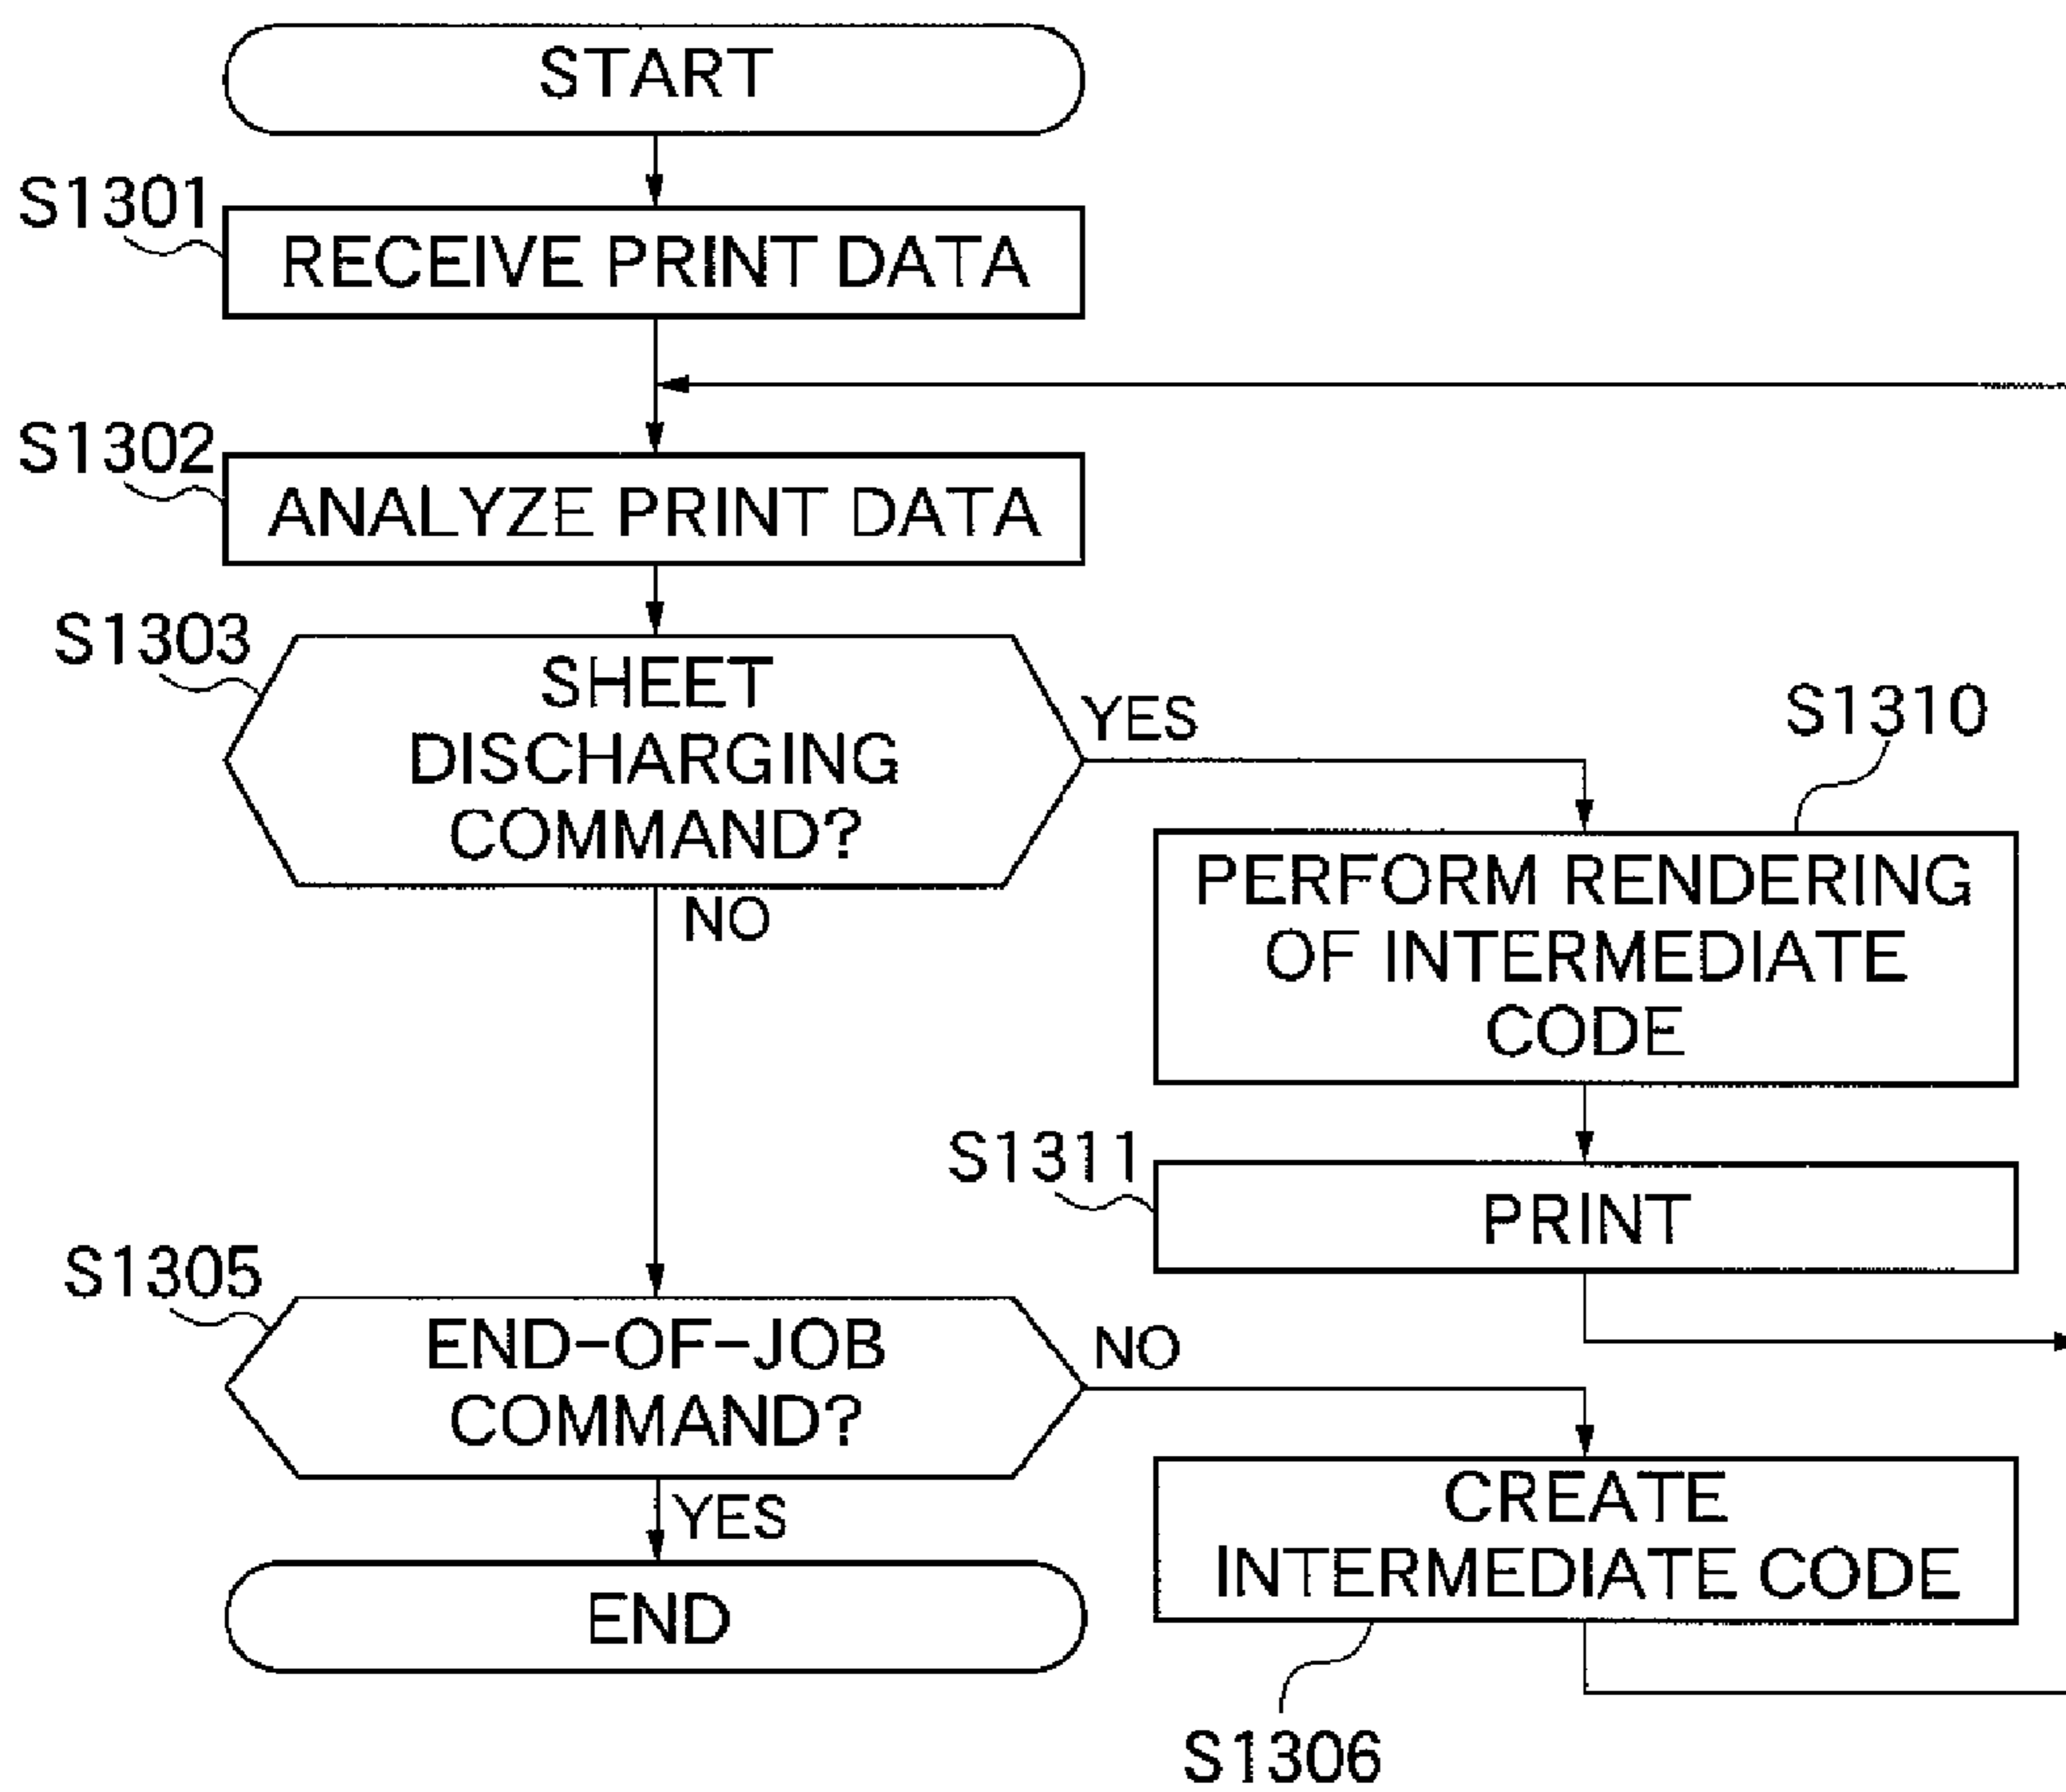 START
S1301
RECEIVE PRINT DATA
S1302
ANALYZE PRINT DATA
S1303
SHEET
DISCHARGING
COMMAND?
YES
NO
S1310
PERFORM RENDERING
OF INTERMEDIATE
CODE
S1311
PRINT
S1305
END-OF-JOB
COMMAND?
NO
YES
CREATE
INTERMEDIATE CODE
S1306
END